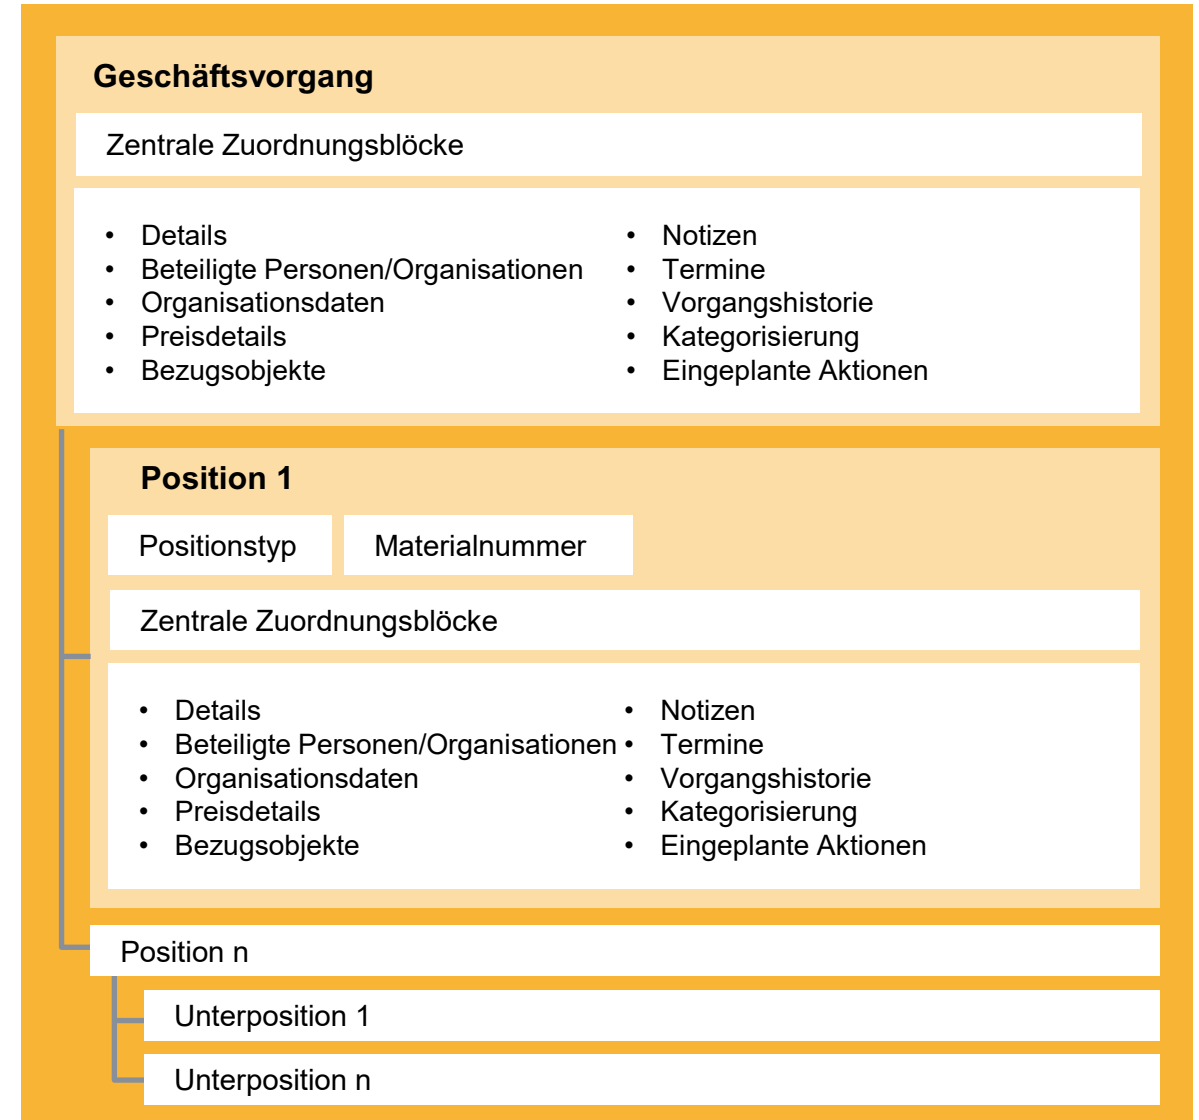 Geschäftsvorgang
Zentrale Zuordnungsblöcke
• Details
• Beteiligte Personen/Organisationen
• Organisationsdaten
• Preisdetails
• Bezugsobjekte
• Notizen
• Termine
• Vorgangshistorie
• Kategorisierung
• Eingeplante Aktionen
Position 1
Positionstyp
Materialnummer
Zentrale Zuordnungsblöcke
• Details
• Beteiligte Personen/Organisationen
• Organisationsdaten
• Preisdetails
• Bezugsobjekte
• Notizen
• Termine
• Vorgangshistorie
• Kategorisierung
• Eingeplante Aktionen
Position n
Unterposition 1
Unterposition n